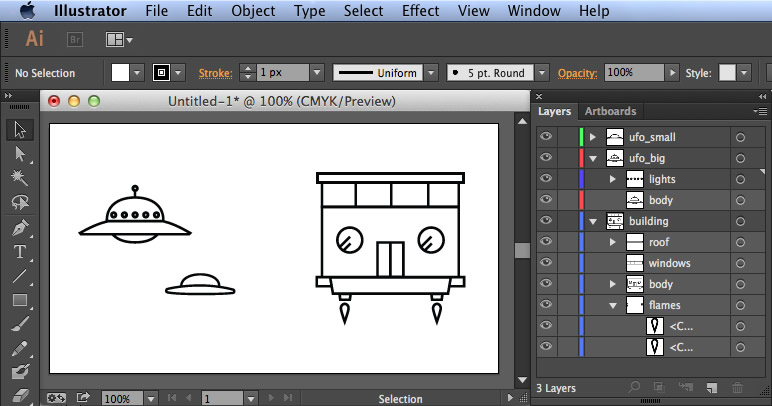 Illustrator File Edit Object Type Select Effect View Window Help
Ai Br
No Selection Stroke: 1 px Uniform 5 pt. Round Opacity: 100% Style:
Untitled-1* @ 100% (CMYK/Preview)
Layers Artboards
ufo_small
ufo_big
lights
body
building
roof
windows
body
flames
<C...
<C...
3 Layers
100% 1 Selection